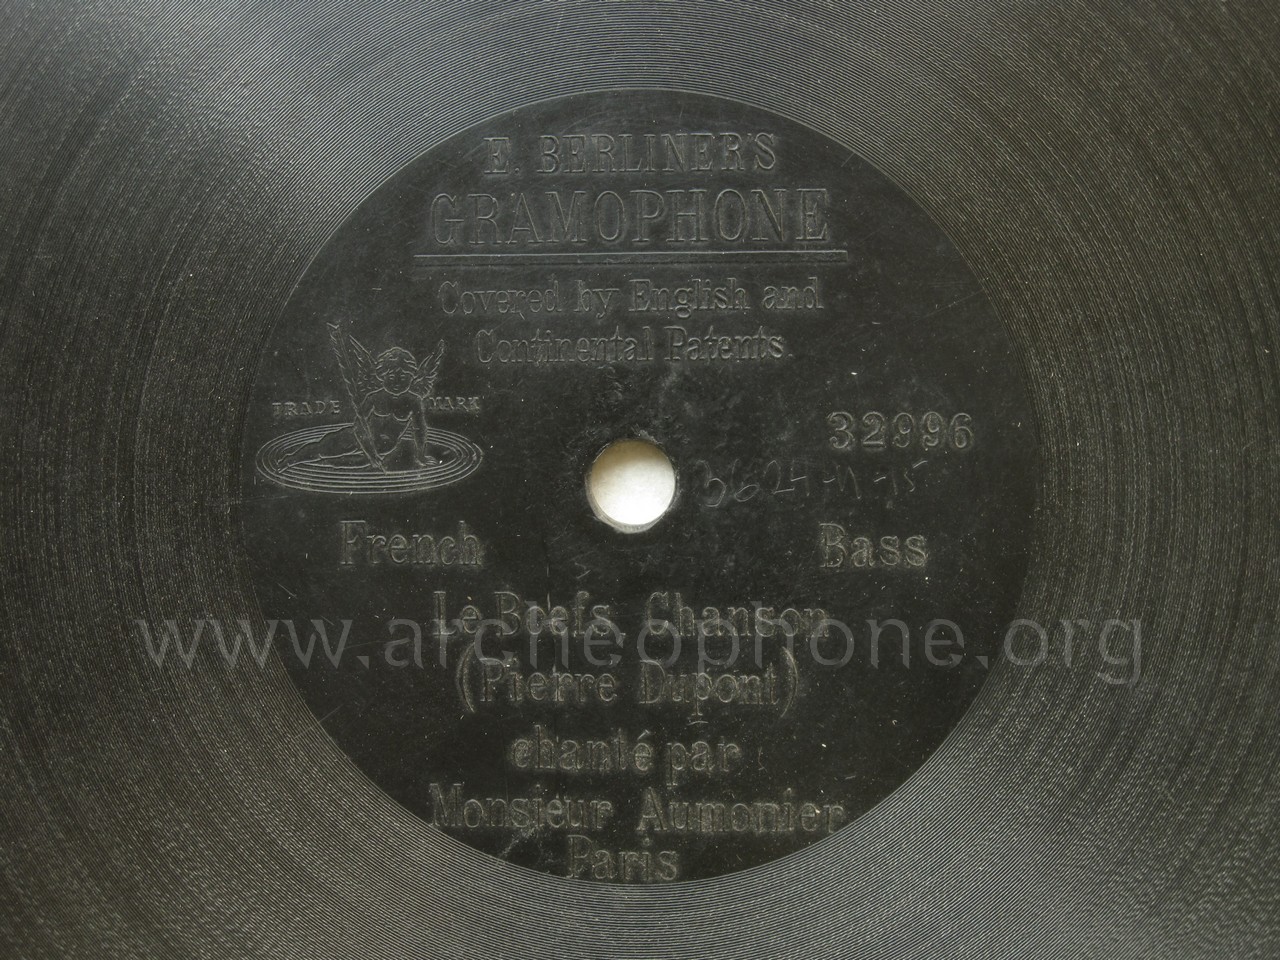 E. BERLINER'S
GRAMOPHONE
Covered by English and
Continental Patents.
TRADE MARK
32996
French Bass
Le Boefs, Chanson
www.archeophone.org
(Pierre Dupont)
chanté par
Monsieur Aumonier
Paris